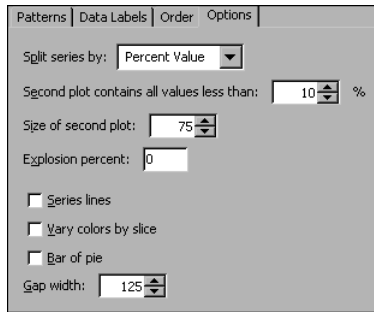 Patterns Data Labels Order Options
Split series by: Percent Value
Second plot contains all values less than: 10 %
Size of second plot: 75
Explosion percent: 0
Series lines
Vary colors by slice
Bar of pie
Gap width: 125